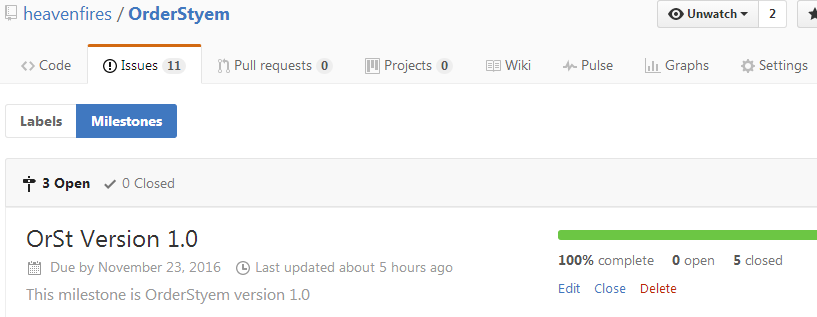 heavenfires / OrderStyem
Unwatch 2
Code Issues 11 Pull requests 0 Projects 0 Wiki Pulse Graphs Settings
Labels Milestones
3 Open 0 Closed
OrSt Version 1.0
Due by November 23, 2016 Last updated about 5 hours ago
This milestone is OrderStyem version 1.0
100% complete 0 open 5 closed
Edit Close Delete